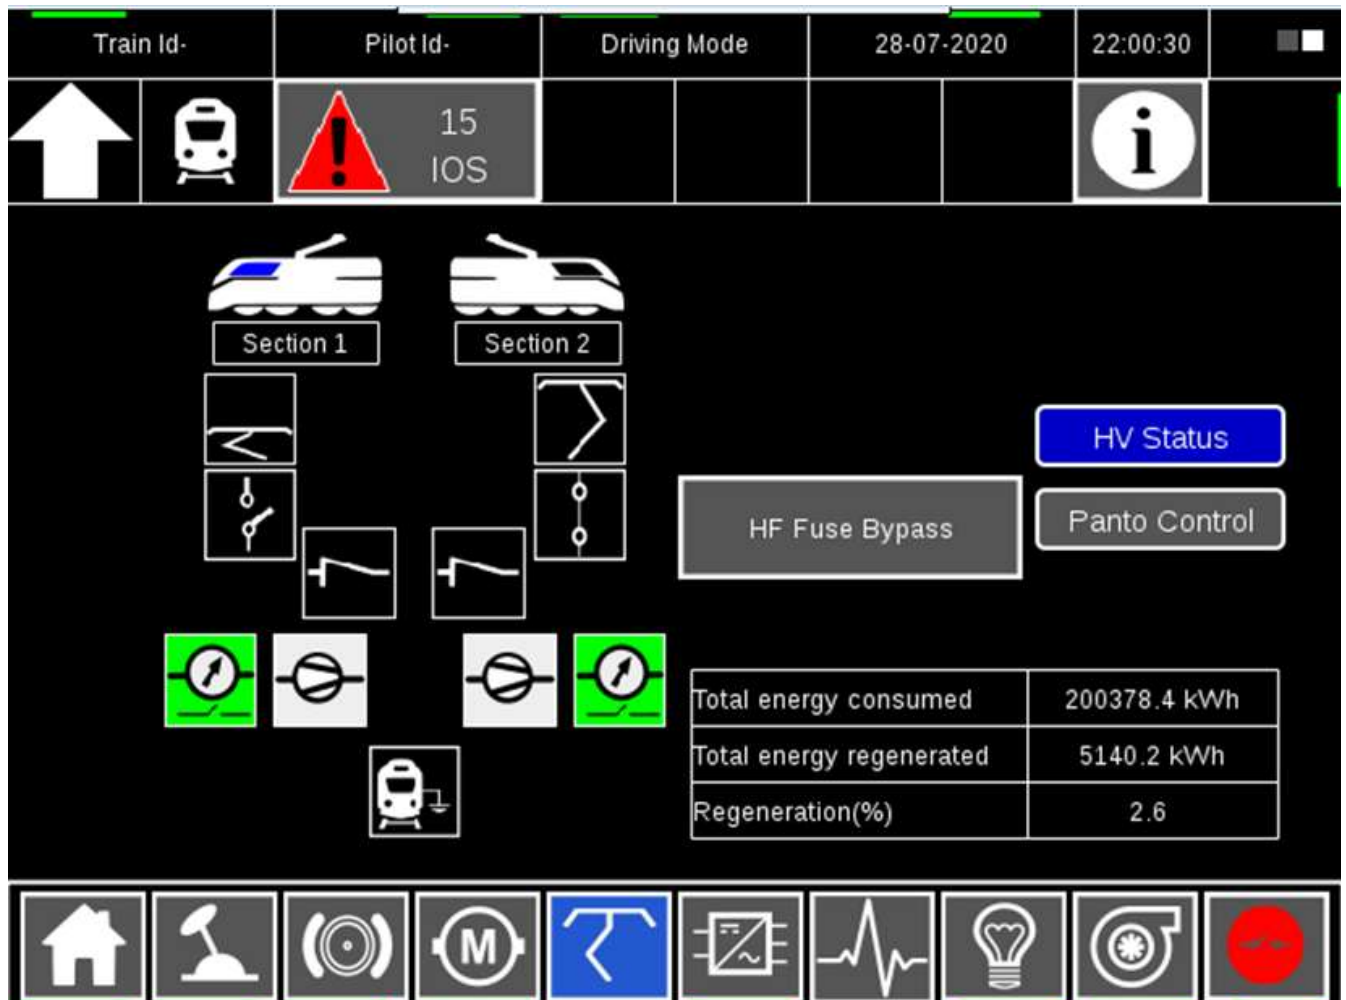 Train Id-
Pilot Id-
Driving Mode
28-07-2020
22:00:30
15
IOS
i
Section 1
Section 2
HV Status
HF Fuse Bypass
Panto Control
Total energy consumed
200378.4 kWh
Total energy regenerated
5140.2 kWh
Regeneration(%)
2.6
M